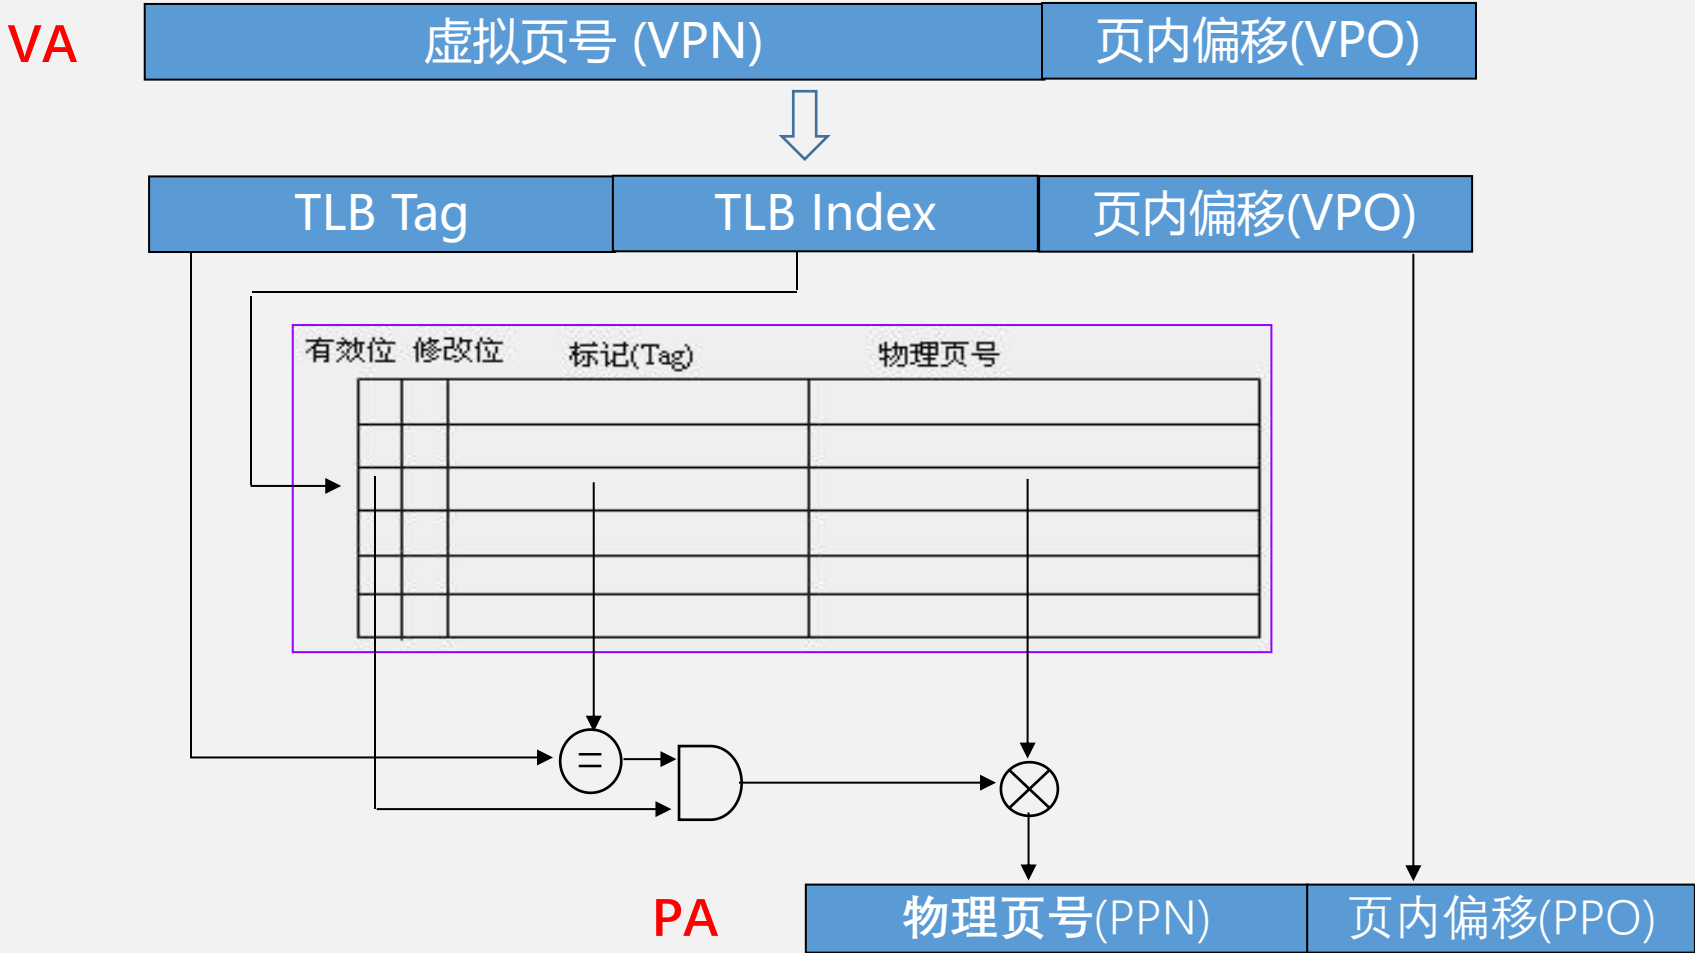 VA
虚拟页号 (VPN)
页内偏移(VPO)
TLB Tag
TLB Index
页内偏移(VPO)
有效位 修改位 标记(Tag) 物理页号
=
PA
物理页号(PPN)
页内偏移(PPO)